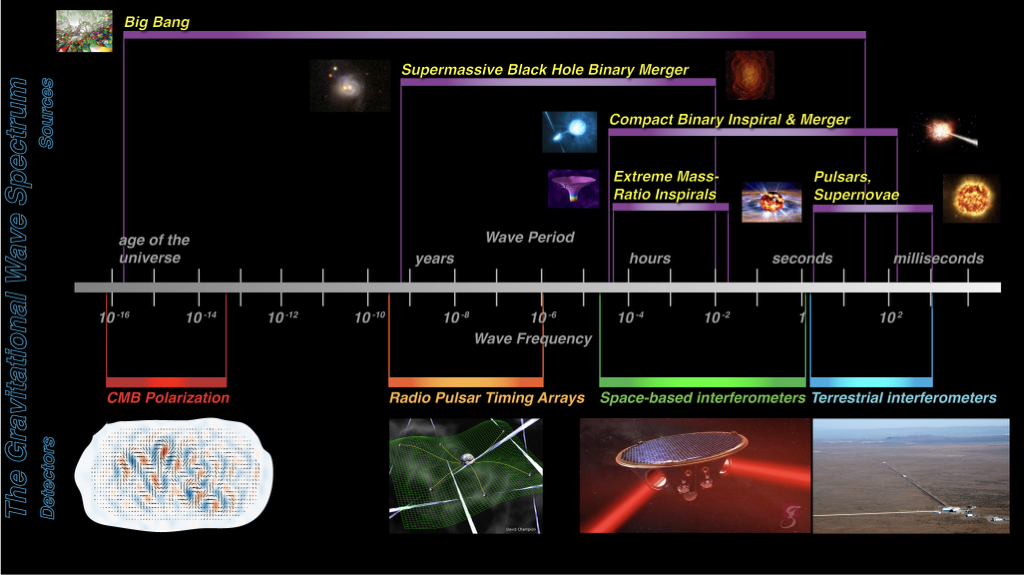 The Gravitational Wave Spectrum
Sources
Detectors
Big Bang
Supermassive Black Hole Binary Merger
Compact Binary Inspiral & Merger
Extreme Mass-
Ratio Inspirals
Pulsars,
Supernovae
age of the
universe
Wave Period
years
hours
seconds
milliseconds
10⁻¹⁶
10⁻¹⁴
10⁻¹²
10⁻¹⁰
10⁻⁸
10⁻⁶
10⁻⁴
10⁻²
1
10²
Wave Frequency
CMB Polarization
Radio Pulsar Timing Arrays
Space-based interferometers
Terrestrial interferometers
David Champion